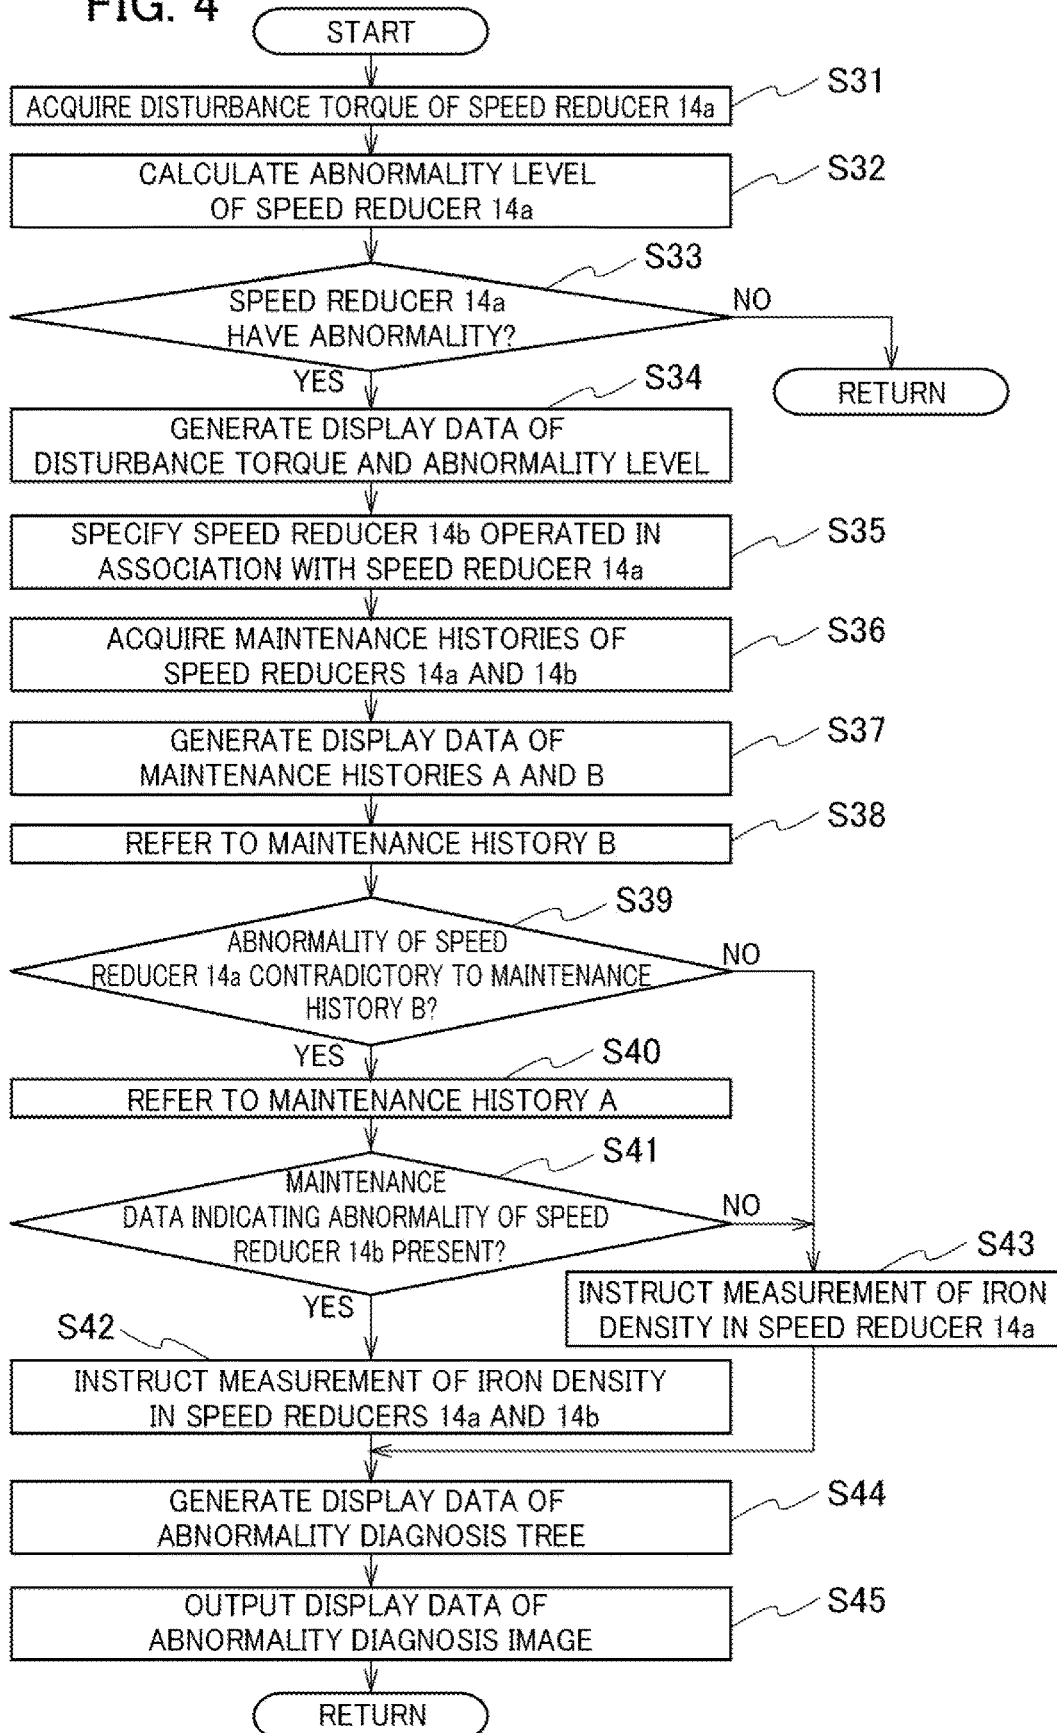 FIG. 4
START
S31
ACQUIRE DISTURBANCE TORQUE OF SPEED REDUCER 14a
S32
CALCULATE ABNORMALITY LEVEL
OF SPEED REDUCER 14a
S33
SPEED REDUCER 14a
HAVE ABNORMALITY?
NO
RETURN
YES
S34
GENERATE DISPLAY DATA OF
DISTURBANCE TORQUE AND ABNORMALITY LEVEL
S35
SPECIFY SPEED REDUCER 14b OPERATED IN
ASSOCIATION WITH SPEED REDUCER 14a
S36
ACQUIRE MAINTENANCE HISTORIES OF
SPEED REDUCERS 14a AND 14b
S37
GENERATE DISPLAY DATA OF
MAINTENANCE HISTORIES A AND B
S38
REFER TO MAINTENANCE HISTORY B
S39
ABNORMALITY OF SPEED
REDUCER 14a CONTRADICTORY TO MAINTENANCE
HISTORY B?
NO
YES
S40
REFER TO MAINTENANCE HISTORY A
S41
MAINTENANCE
DATA INDICATING ABNORMALITY OF SPEED
REDUCER 14b PRESENT?
NO
YES
S43
INSTRUCT MEASUREMENT OF IRON
DENSITY IN SPEED REDUCER 14a
S42
INSTRUCT MEASUREMENT OF IRON DENSITY
IN SPEED REDUCERS 14a AND 14b
S44
GENERATE DISPLAY DATA OF
ABNORMALITY DIAGNOSIS TREE
S45
OUTPUT DISPLAY DATA OF
ABNORMALITY DIAGNOSIS IMAGE
RETURN